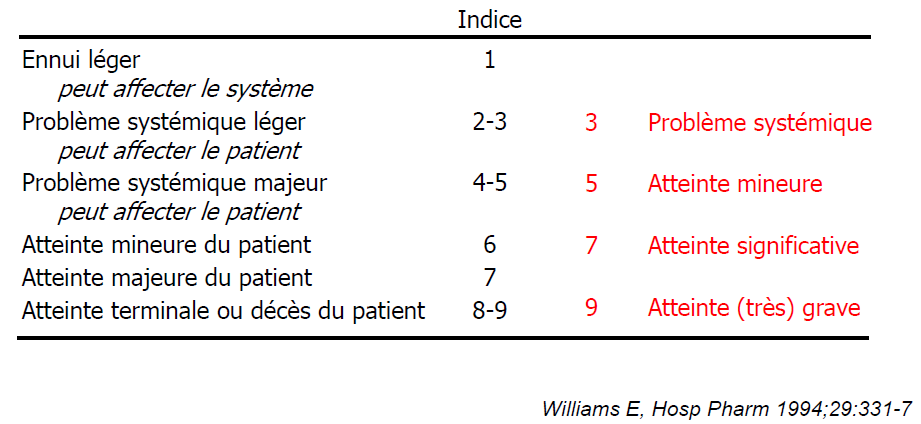 Indice
Ennui léger 1
peut affecter le système
Problème systémique léger 2-3 3 Problème systémique
peut affecter le patient
Problème systémique majeur 4-5 5 Atteinte mineure
peut affecter le patient
Atteinte mineure du patient 6 7 Atteinte significative
Atteinte majeure du patient 7
Atteinte terminale ou décès du patient 8-9 9 Atteinte (très) grave
Williams E, Hosp Pharm 1994;29:331-7